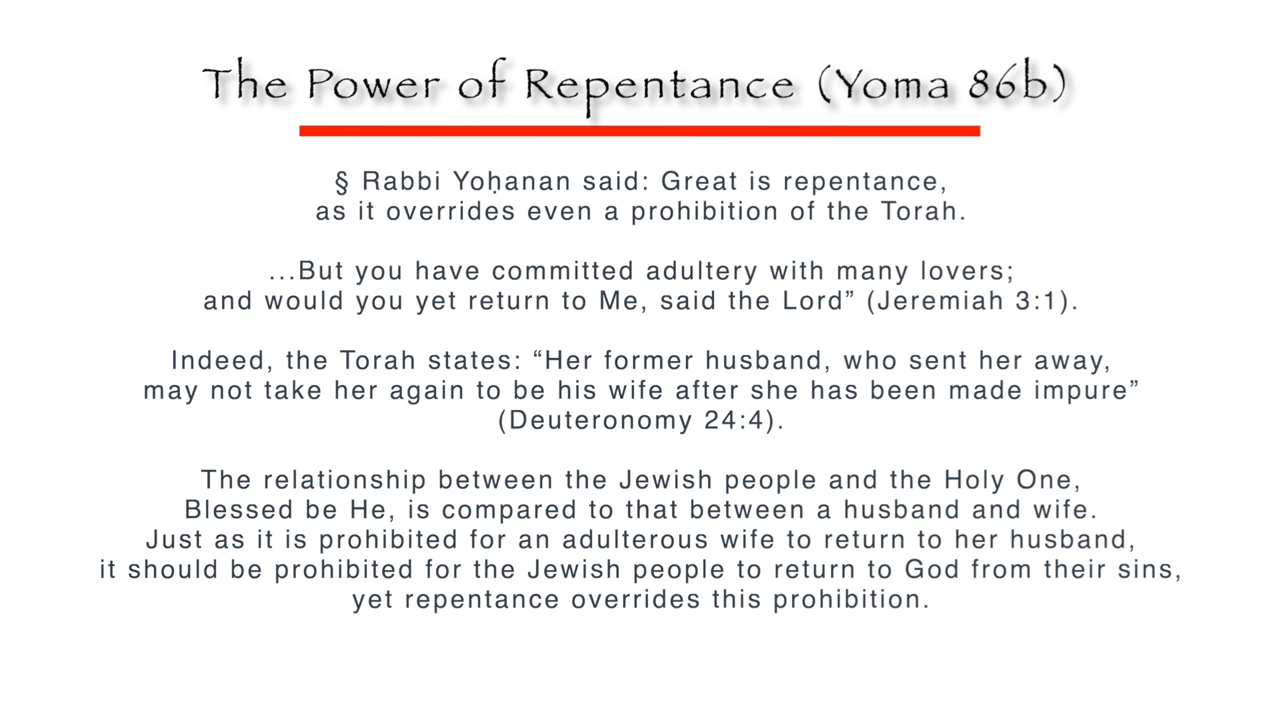 The Power of Repentance (Yoma 86b)
§ Rabbi Yoḥanan said: Great is repentance,
as it overrides even a prohibition of the Torah.
...But you have committed adultery with many lovers;
and would you yet return to Me, said the Lord” (Jeremiah 3:1).
Indeed, the Torah states: “Her former husband, who sent her away,
may not take her again to be his wife after she has been made impure”
(Deuteronomy 24:4).
The relationship between the Jewish people and the Holy One,
Blessed be He, is compared to that between a husband and wife.
Just as it is prohibited for an adulterous wife to return to her husband,
it should be prohibited for the Jewish people to return to God from their sins,
yet repentance overrides this prohibition.